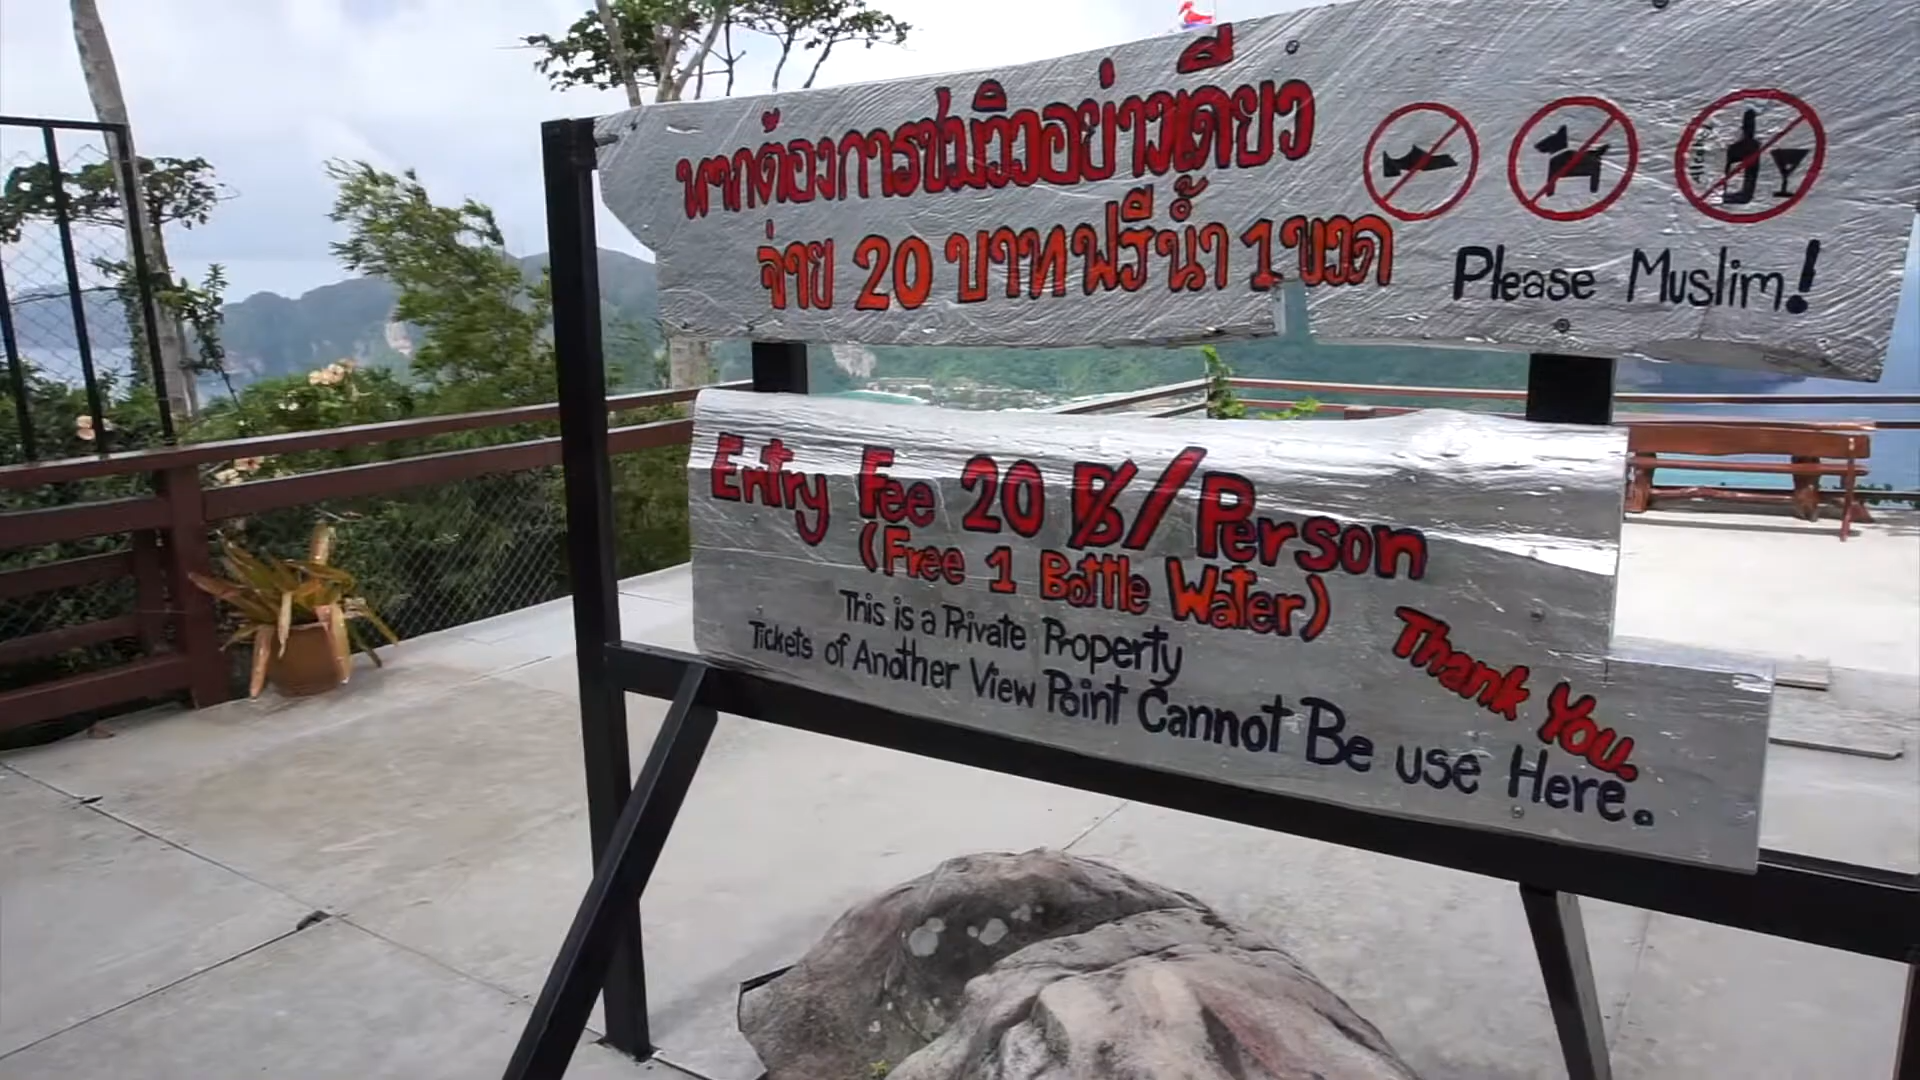 หากต้องการชมวิวอย่างเดียว
จ่าย 20 บาทฟรีน้ำ 1 ขวด
Alcohol
Please Muslim!
Entry Fee 20 ฿/Person
(Free 1 Bottle Water)
This is a Private Property
Tickets of Another View Point Cannot Be use Here.
Thank You.